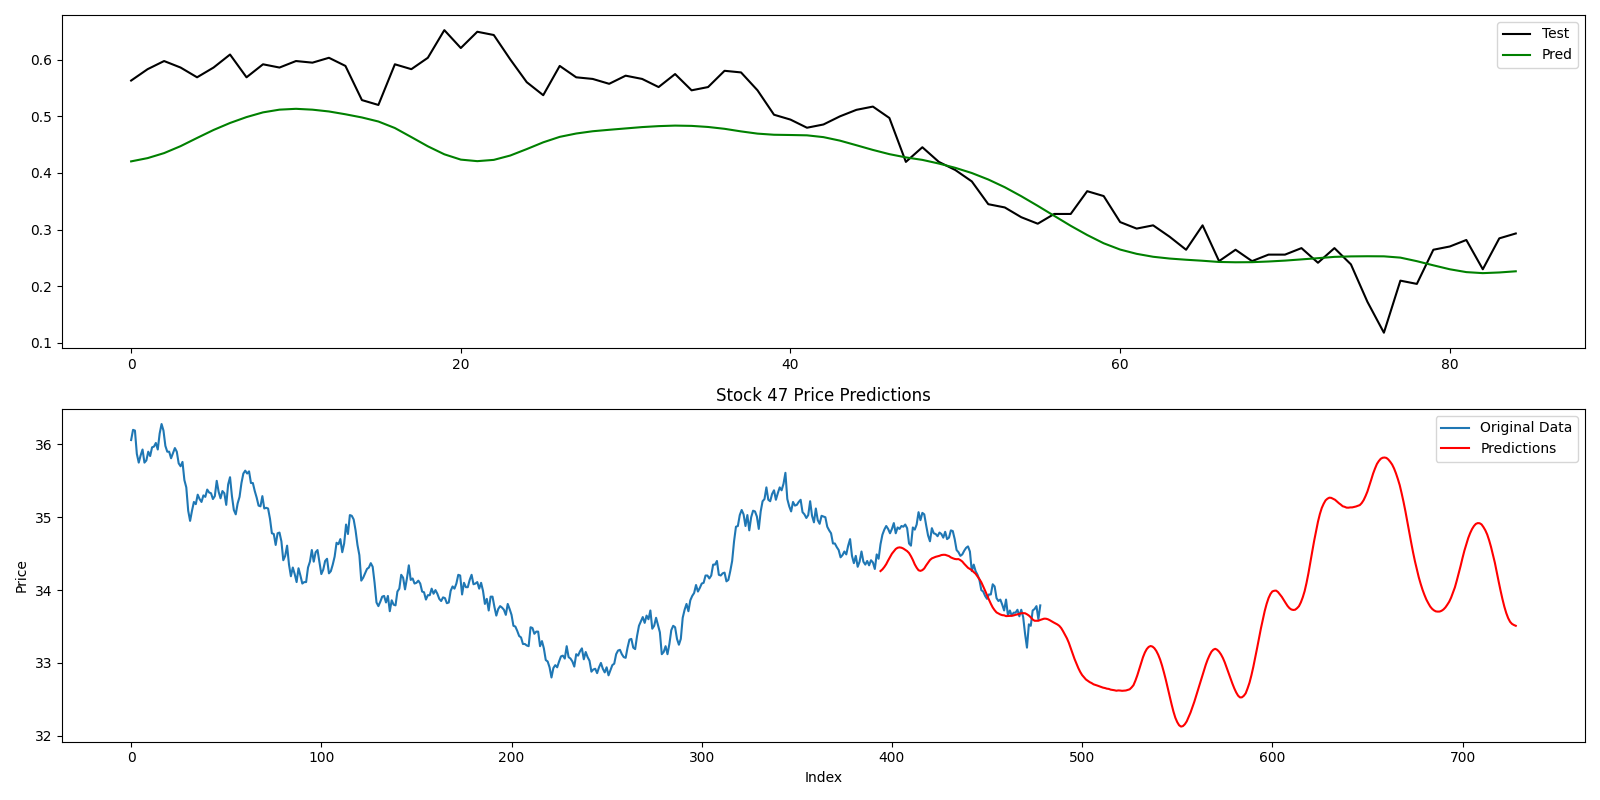 0.6
0.5
0.4
0.3
0.2
0.1
Test
Pred
0 20 40 60 80
Stock 47 Price Predictions
Price
36
35
34
33
32
Original Data
Predictions
0 100 200 300 400 500 600 700
Index